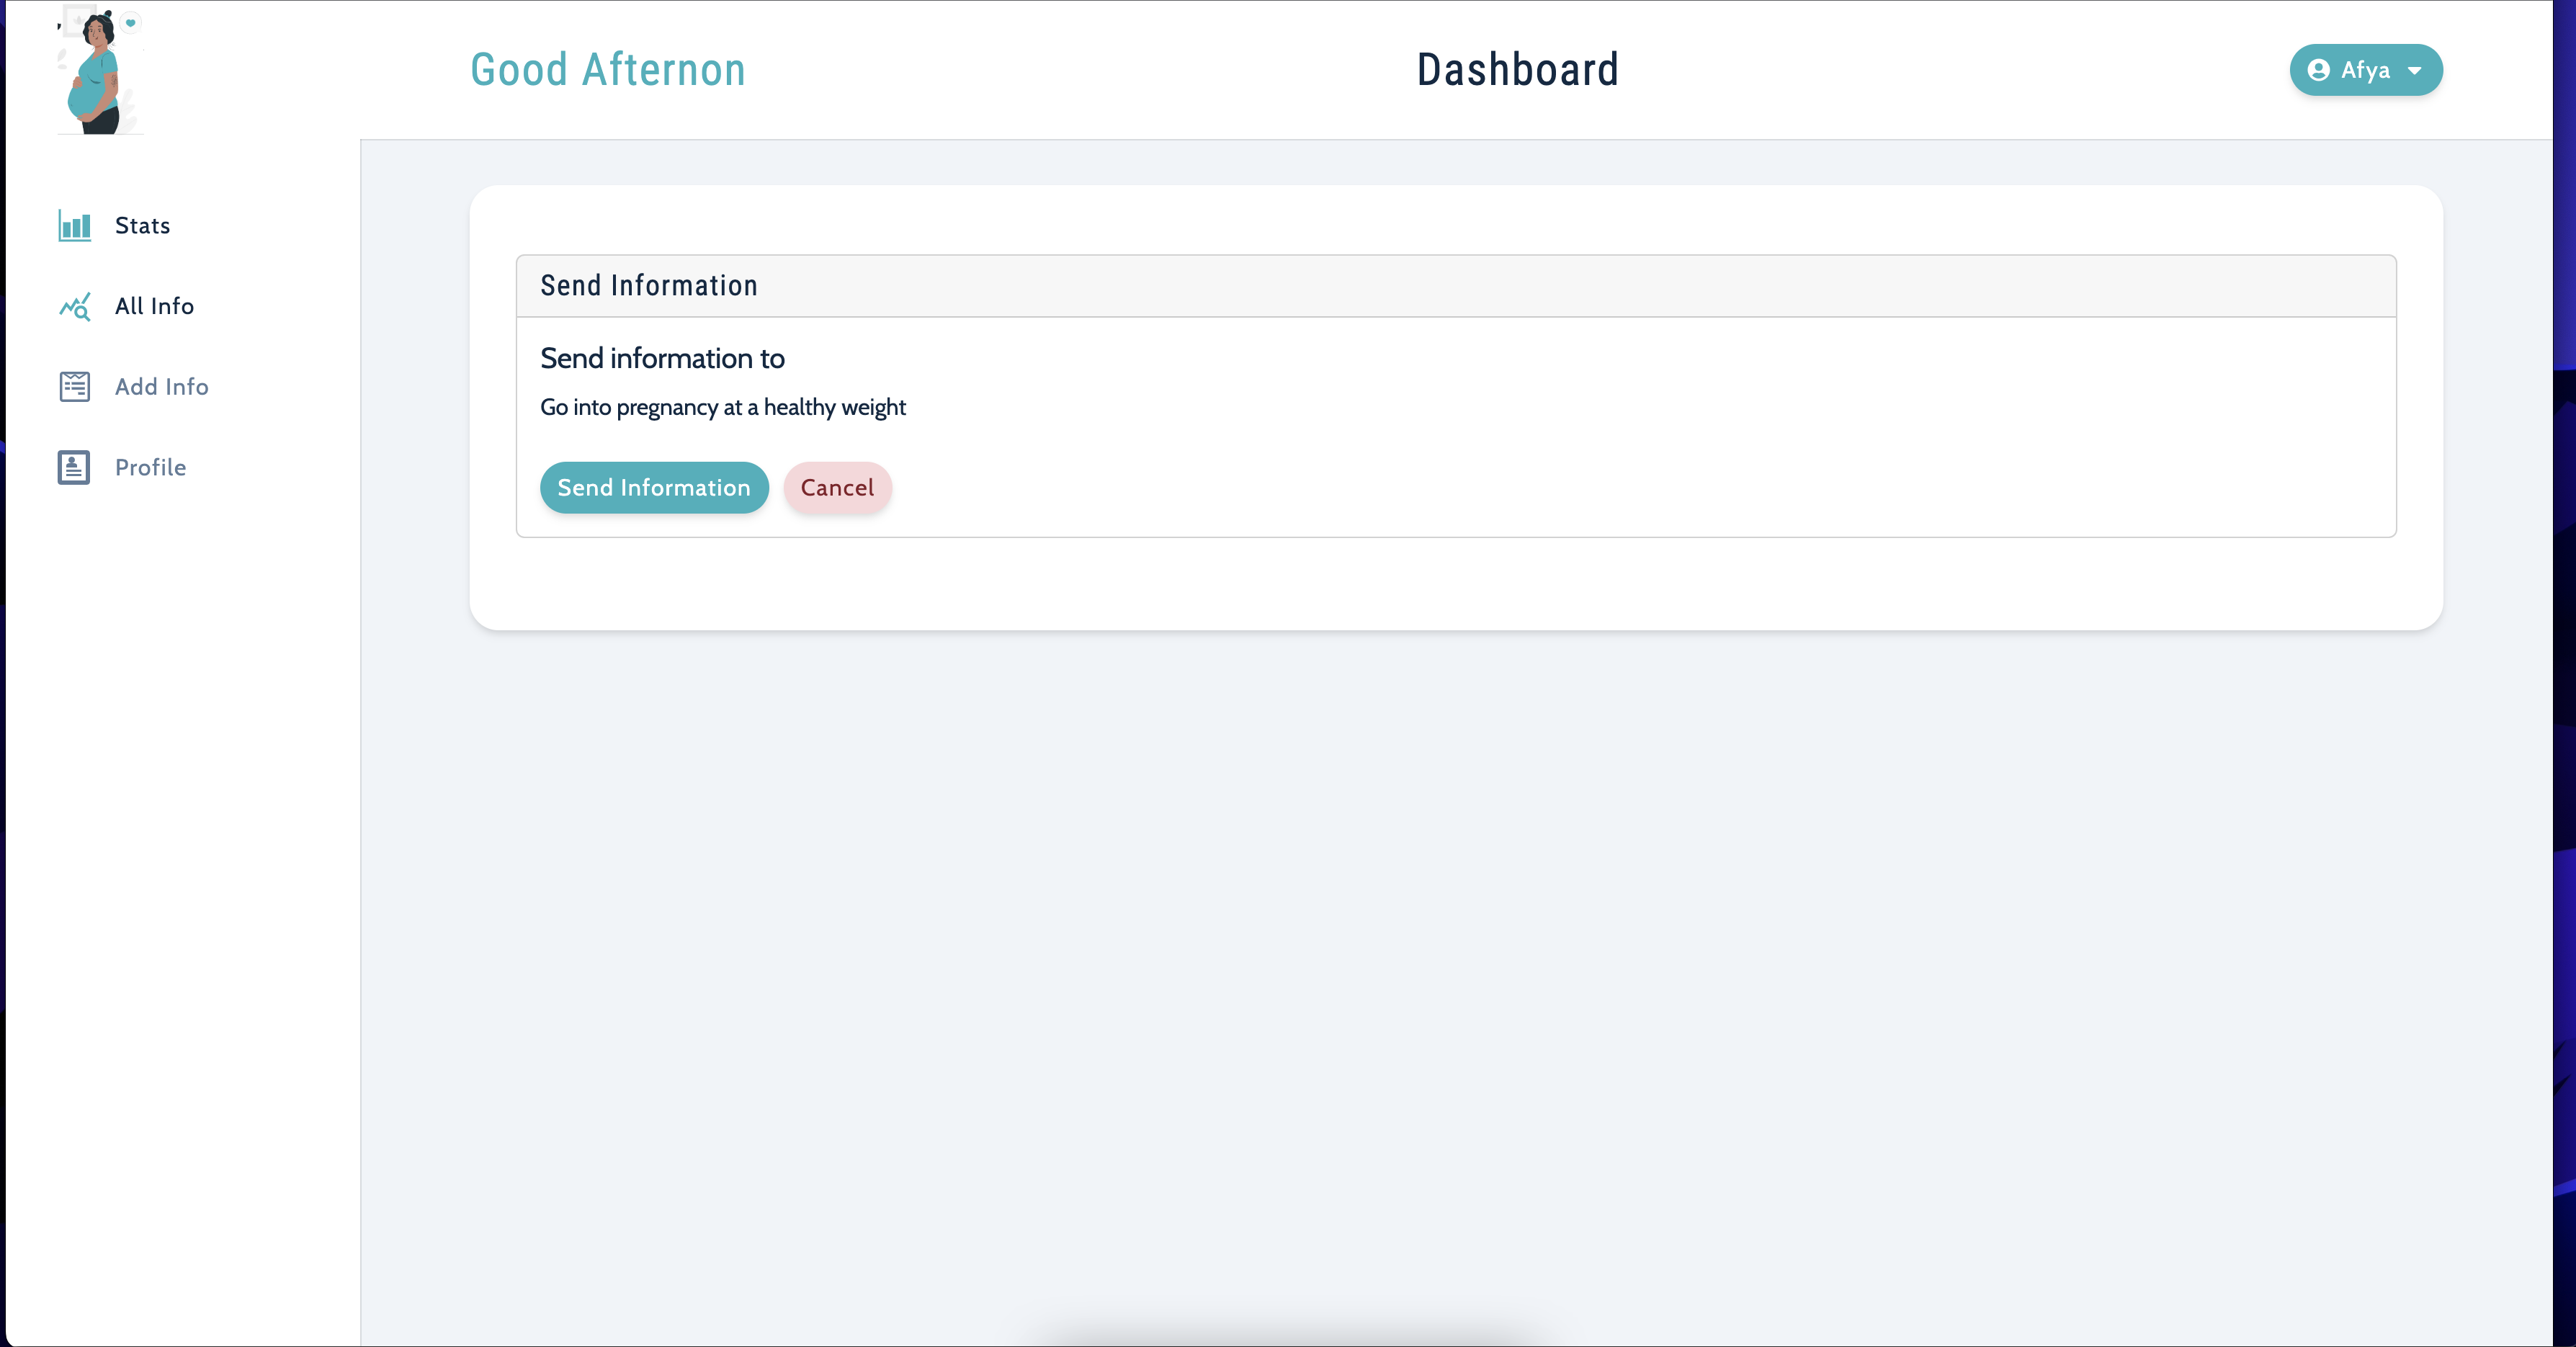 Good Afternon
Dashboard
Afya
Stats
All Info
Add Info
Profile
Send Information
Send information to
Go into pregnancy at a healthy weight
Send Information
Cancel